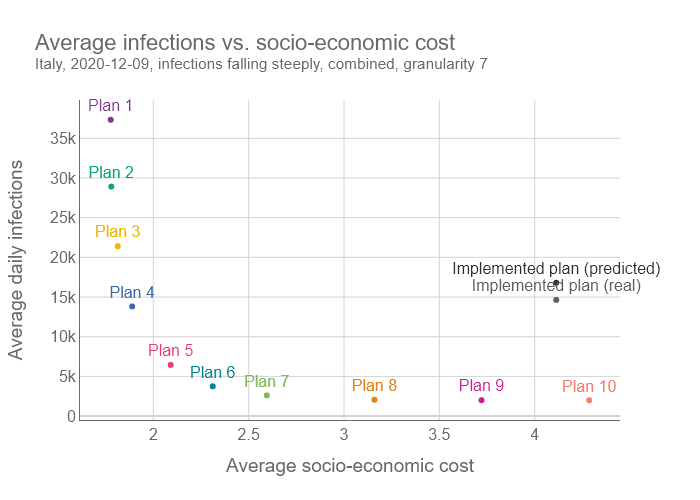 Average infections vs. socio-economic cost
Italy, 2020-12-09, infections falling steeply, combined, granularity 7
Plan 1
35k
Plan 2
30k
25k
Plan 3
20k
Implemented plan (predicted)
Implemented plan (real)
Plan 4
15k
10k
Plan 5
Plan 6
Plan 7
Plan 8
Plan 9
Plan 10
5k
0
2
2.5
3
3.5
4
Average daily infections
Average socio-economic cost